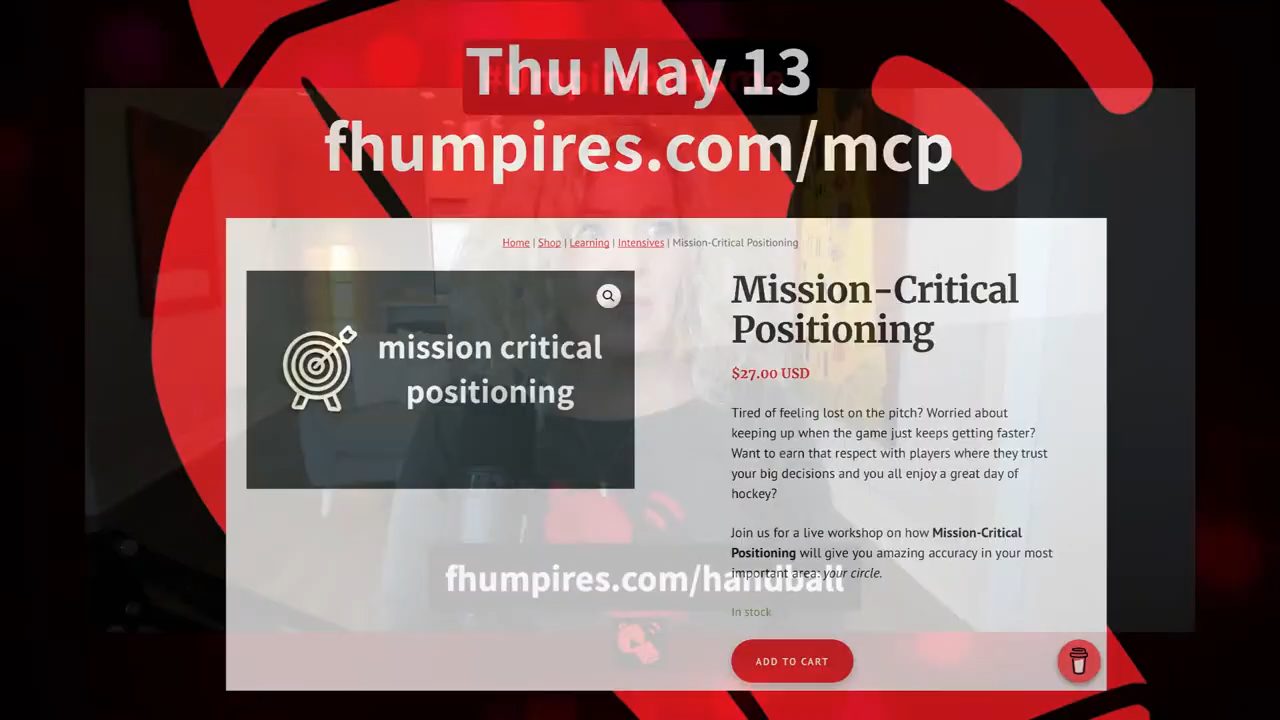 Thu May 13
fhumpires.com/mcp
Home | Shop | Learning | Intensives | Mission-Critical Positioning
mission critical
positioning
Mission-Critical
Positioning
$27.00 USD
Tired of feeling lost on the pitch? Worried about
keeping up when the game just keeps getting faster?
Want to earn that respect with players where they trust
your big decisions and you all enjoy a great day of
hockey?
Join us for a live workshop on how Mission-Critical
Positioning will give you amazing accuracy in your most
important area: your circle.
fhumpires.com/handball
In stock
ADD TO CART